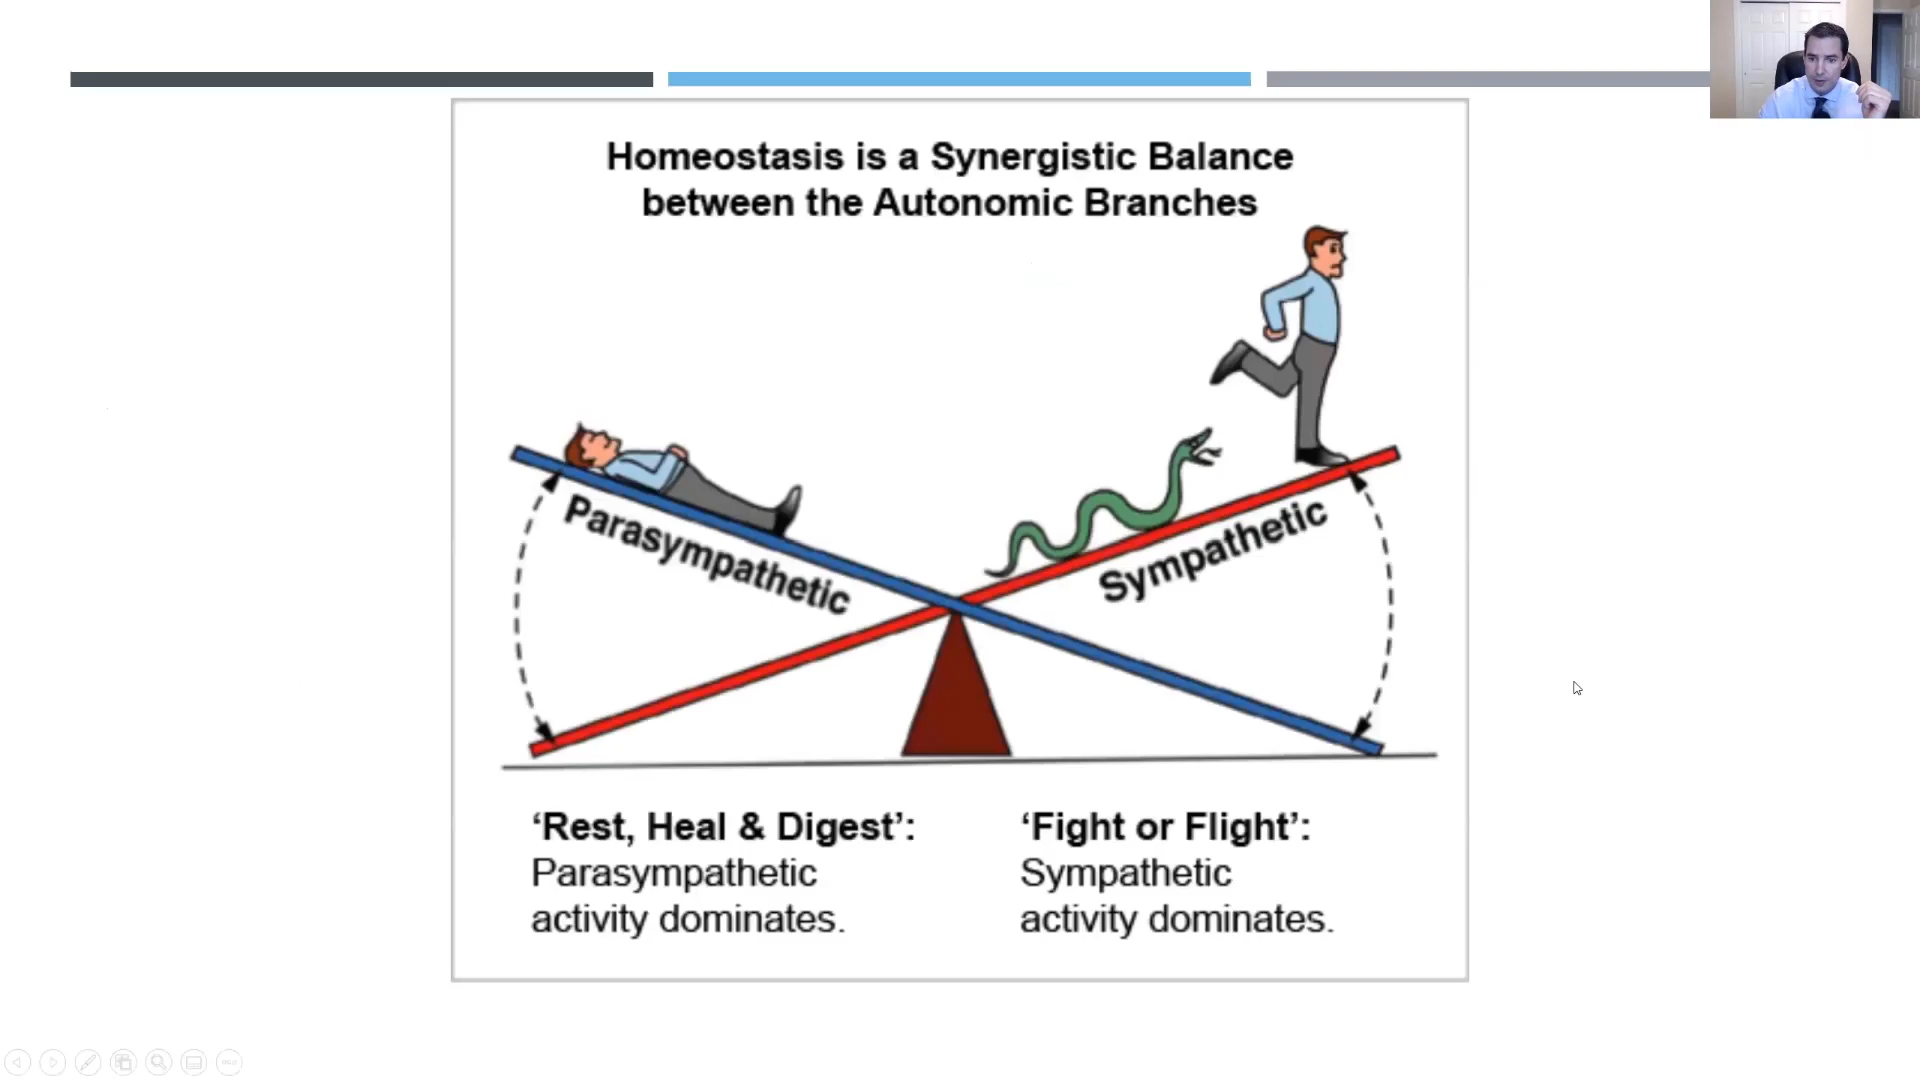 Homeostasis is a Synergistic Balance
between the Autonomic Branches
Parasympathetic
Sympathetic
‘Rest, Heal & Digest’:
Parasympathetic
activity dominates.
‘Fight or Flight’:
Sympathetic
activity dominates.